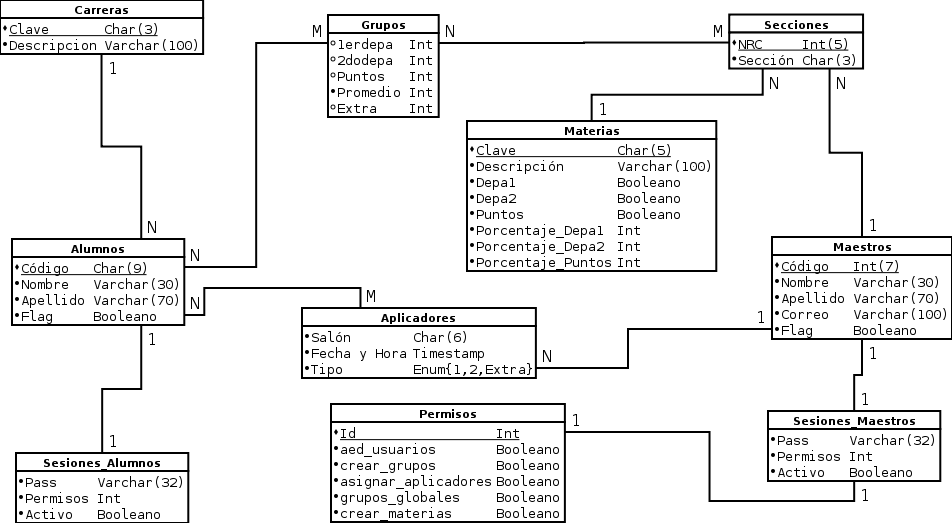 Carreras
Clave Char(3)
Descripcion Varchar(100)
1
N
Grupos
1erdepa Int
2dodepa Int
Puntos Int
Promedio Int
Extra Int
M
N
Secciones
NRC Int(5)
Sección Char(3)
M
N
N
1
1
Materias
Clave Char(5)
Descripción Varchar(100)
Depa1 Booleano
Depa2 Booleano
Puntos Booleano
Porcentaje_Depa1 Int
Porcentaje_Depa2 Int
Porcentaje_Puntos Int
Alumnos
Código Char(9)
Nombre Varchar(30)
Apellido Varchar(70)
Flag Booleano
N
N
1
Maestros
Código Int(7)
Nombre Varchar(30)
Apellido Varchar(70)
Correo Varchar(100)
Flag Booleano
1
1
M
N
Aplicadores
Salón Char(6)
Fecha y Hora Timestamp
Tipo Enum{1,2,Extra}
Permisos
Id Int
aed_usuarios Booleano
crear_grupos Booleano
asignar_aplicadores Booleano
grupos_globales Booleano
crear_materias Booleano
1
1
Sesiones_Maestros
Pass Varchar(32)
Permisos Int
Activo Booleano
1
1
Sesiones_Alumnos
Pass Varchar(32)
Permisos Int
Activo Booleano